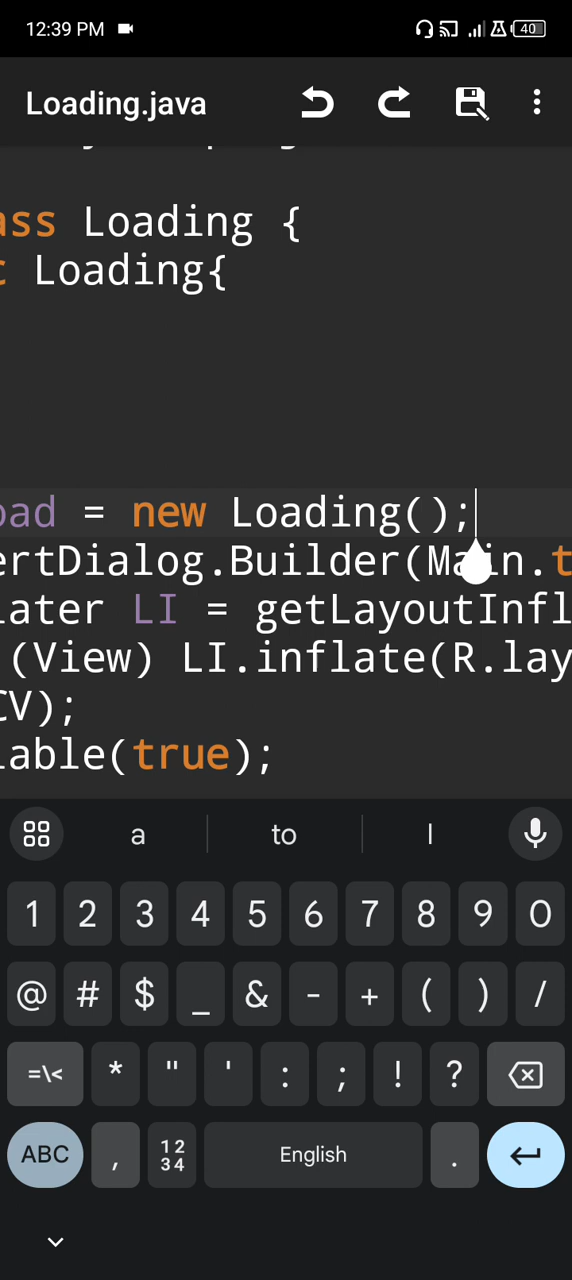 12:39 PM
40
Loading.java
ass Loading {
c Loading{
oad = new Loading();
ertDialog.Builder(Main.t
later LI = getLayoutInfl
(View) LI.inflate(R.lay
CV);
lable(true);
a to I
1 2 3 4 5 6 7 8 9 0
@ # $ _ & - + ( ) /
=\< * " ' : ; ! ?
ABC , 12 34 English .